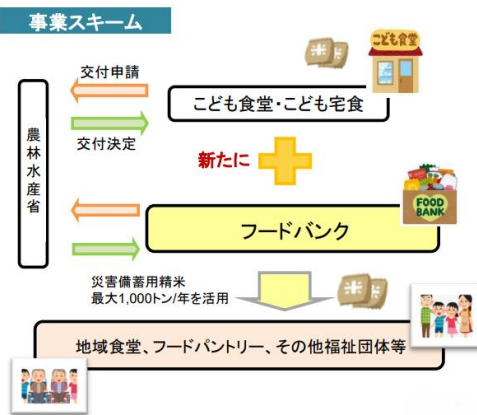 事業スキーム
こども食堂
米
交付申請
こども食堂・こども宅食
農林水産省
交付決定
新たに
フードバンク
FOOD
BANK
災害備蓄用精米
最大1,000トン/年を活用
米
地域食堂、フードパントリー、その他福祉団体等